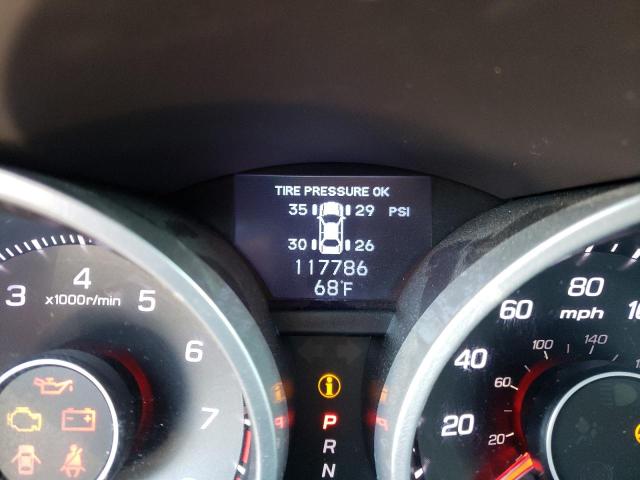 TIRE PRESSURE OK
35 29 PSI
30 26
117786
68°F
3 4 5 6 7
x1000r/min
P
R
N
20 40 60 80
mph
20 60 100 140